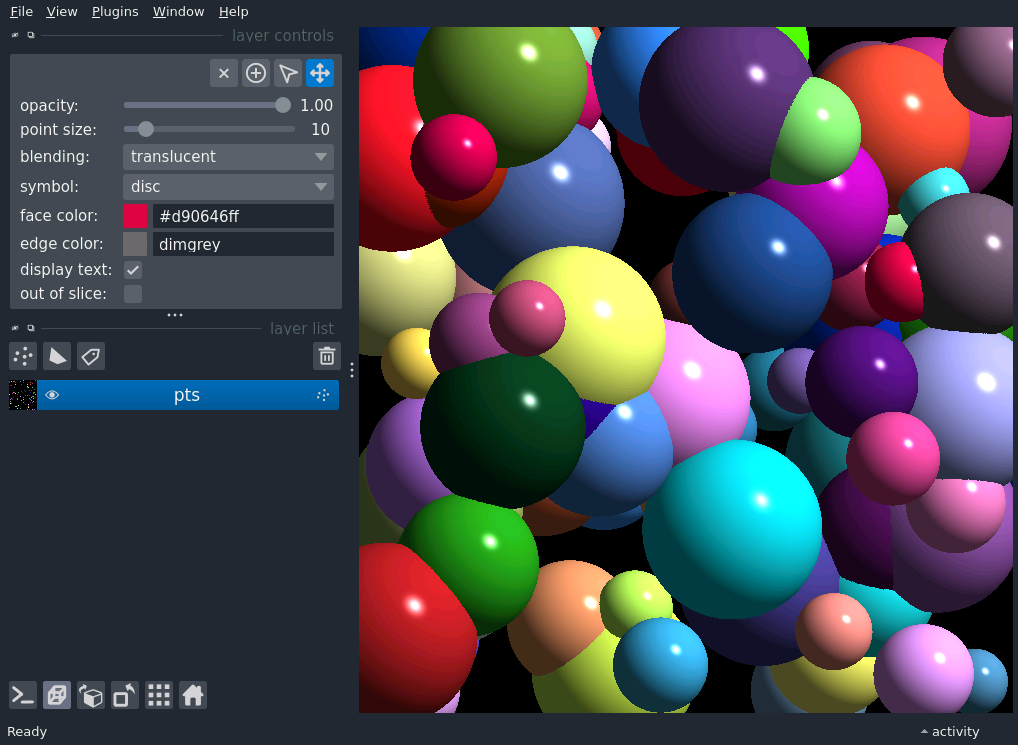 File View Plugins Window Help
layer controls
opacity: 1.00
point size: 10
blending: translucent
symbol: disc
face color: #d90646ff
edge color: dimgrey
display text:
out of slice:
layer list
pts
Ready activity